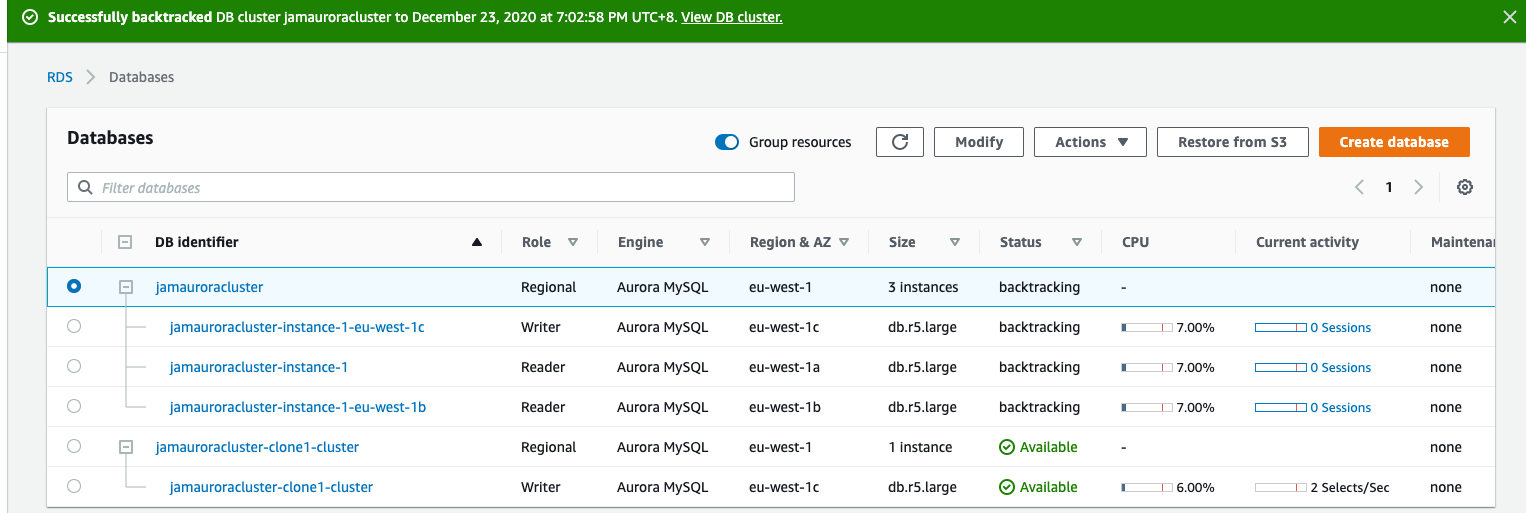 Successfully backtracked DB cluster jamauroracluster to December 23, 2020 at 7:02:58 PM UTC+8. View DB cluster.
RDS Databases
Databases Group resources Modify Actions Restore from S3 Create database
Filter databases 1
DB identifier Role Engine Region & AZ Size Status CPU Current activity Maintenan
jamauroracluster Regional Aurora MySQL eu-west-1 3 instances backtracking - none
jamauroracluster-instance-1-eu-west-1c Writer Aurora MySQL eu-west-1c db.r5.large backtracking 7.00% 0 Sessions none
jamauroracluster-instance-1 Reader Aurora MySQL eu-west-1a db.r5.large backtracking 7.00% 0 Sessions none
jamauroracluster-instance-1-eu-west-1b Reader Aurora MySQL eu-west-1b db.r5.large backtracking 7.00% 0 Sessions none
jamauroracluster-clone1-cluster Regional Aurora MySQL eu-west-1 1 instance Available - none
jamauroracluster-clone1-cluster Writer Aurora MySQL eu-west-1c db.r5.large Available 6.00% 2 Selects/Sec none